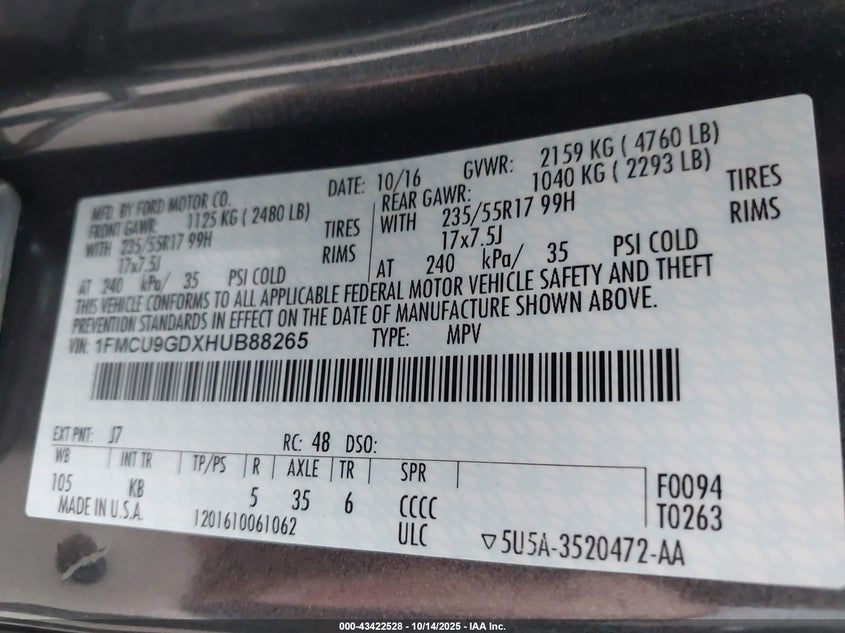 MFD BY FORD MOTOR CO. DATE: 10/16 GVWR: 2159 KG ( 4760 LB)
FRONT GAWR: 1125 KG ( 2480 LB) REAR GAWR: 1040 KG ( 2293 LB)
WITH 235/55R17 99H TIRES WITH 235/55R17 99H TIRES
17x7.5J RIMS 17x7.5J RIMS
AT 240 kPa/ 35 PSI COLD AT 240 kPa/ 35 PSI COLD
THIS VEHICLE CONFORMS TO ALL APPLICABLE FEDERAL MOTOR VEHICLE SAFETY AND THEFT
PREVENTION STANDARDS IN EFFECT ON THE DATE OF MANUFACTURE SHOWN ABOVE.
VIN: 1FMCU9GDXHUB88265 TYPE: MPV
EXT PNT: J7 RC: 48 DSO:
WB INT TR TP/PS R AXLE TR SPR
105 KB 5 35 6 CCCC F0094
MADE IN U.S.A. 1201610061062 ULC T0263
▽5U5A-3520472-AA
000-43422528 - 10/14/2025 - IAA Inc.